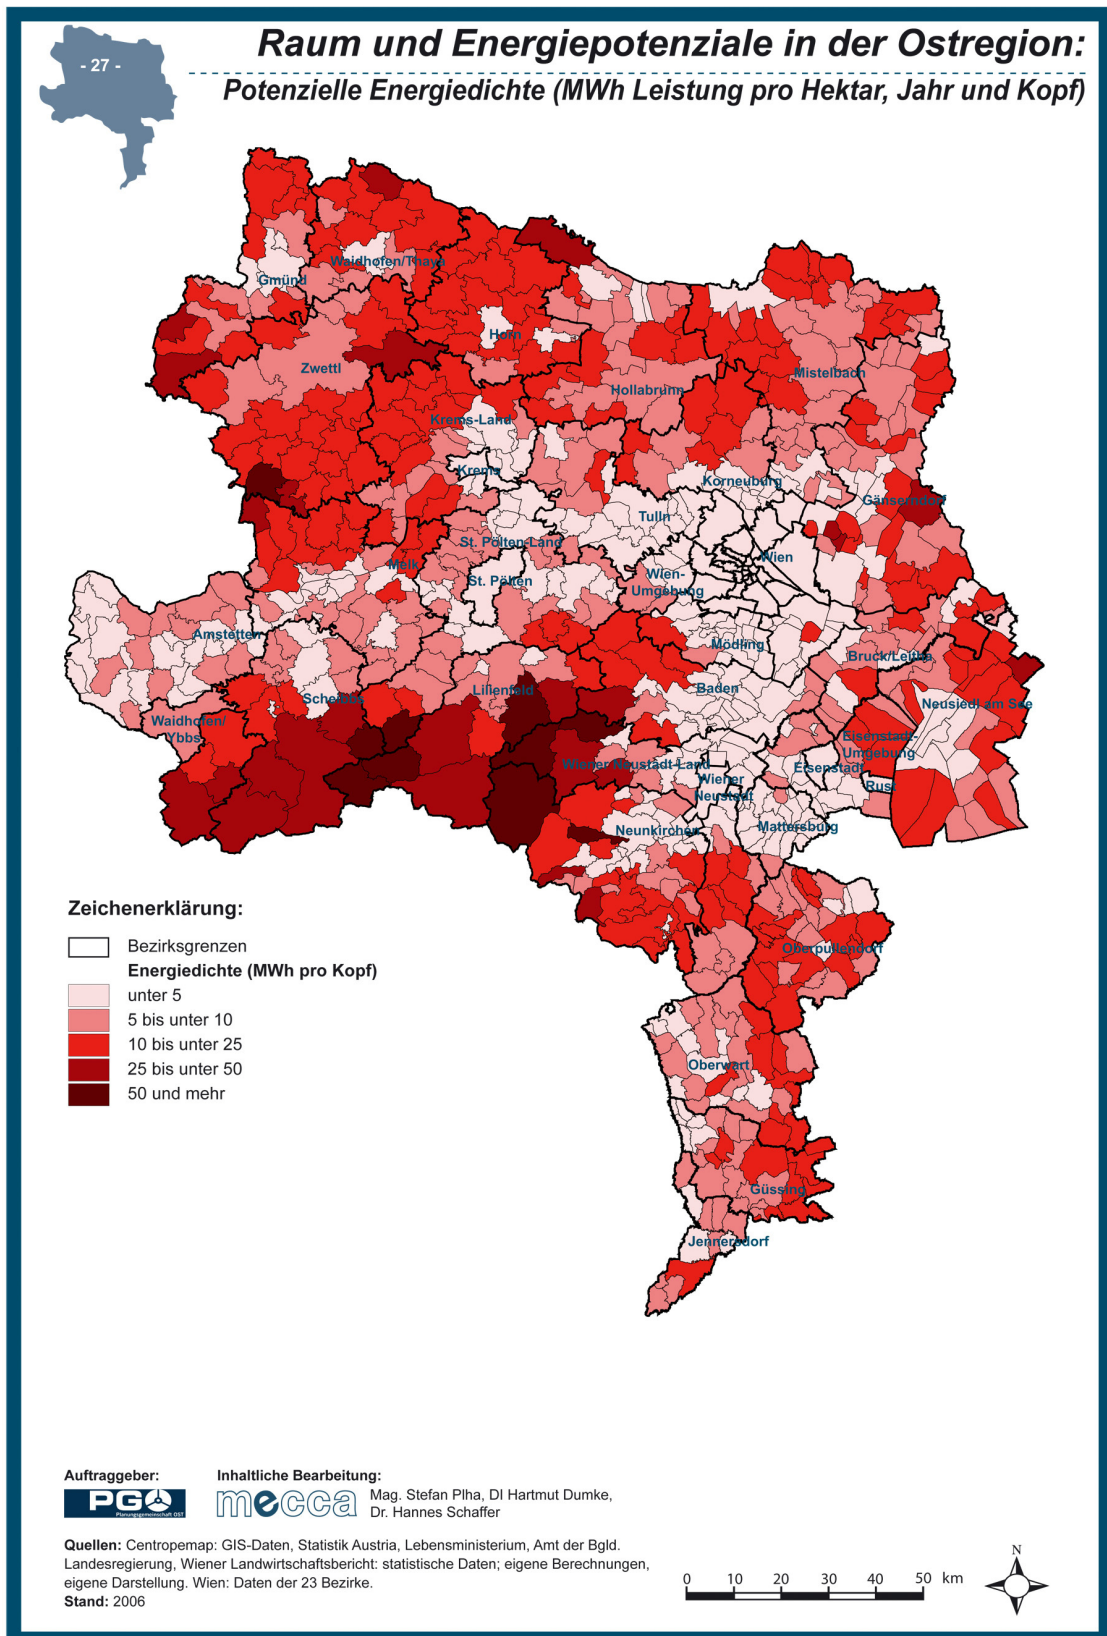 - 27 -
Raum und Energiepotenziale in der Ostregion:
Potenzielle Energiedichte (MWh Leistung pro Hektar, Jahr und Kopf)
Waidhofen/Thaya
Gmünd
Horn
Zwettl
Mistelbach
Hollabrunn
Krems-Land
Krems
Korneuburg
Gänserndorf
Tulln
St. Pölten-Land
Wien
Melk
St. Pölten
Wien-
Umgebung
Amstetten
Mödling
Bruck/Leitha
Scheibbs
Lilienfeld
Baden
Neusiedl am See
Waidhofen/
Ybbs
Eisenstadt-
Umgebung
Wiener Neustadt-Land
Eisenstadt
Wiener
Neustadt
Rust
Neunkirchen
Mattersburg
Oberpullendorf
Oberwart
Güssing
Jennersdorf
Zeichenerklärung:
Bezirksgrenzen
Energiedichte (MWh pro Kopf)
unter 5
5 bis unter 10
10 bis unter 25
25 bis unter 50
50 und mehr
Auftraggeber:
PGO
Planungsgemeinschaft OST
Inhaltliche Bearbeitung:
mecca
Mag. Stefan Plha, DI Hartmut Dumke,
Dr. Hannes Schaffer
Quellen: Centropemap: GIS-Daten, Statistik Austria, Lebensministerium, Amt der Bgld.
Landesregierung, Wiener Landwirtschaftsbericht: statistische Daten; eigene Berechnungen,
eigene Darstellung. Wien: Daten der 23 Bezirke.
Stand: 2006
0 10 20 30 40 50 km
N